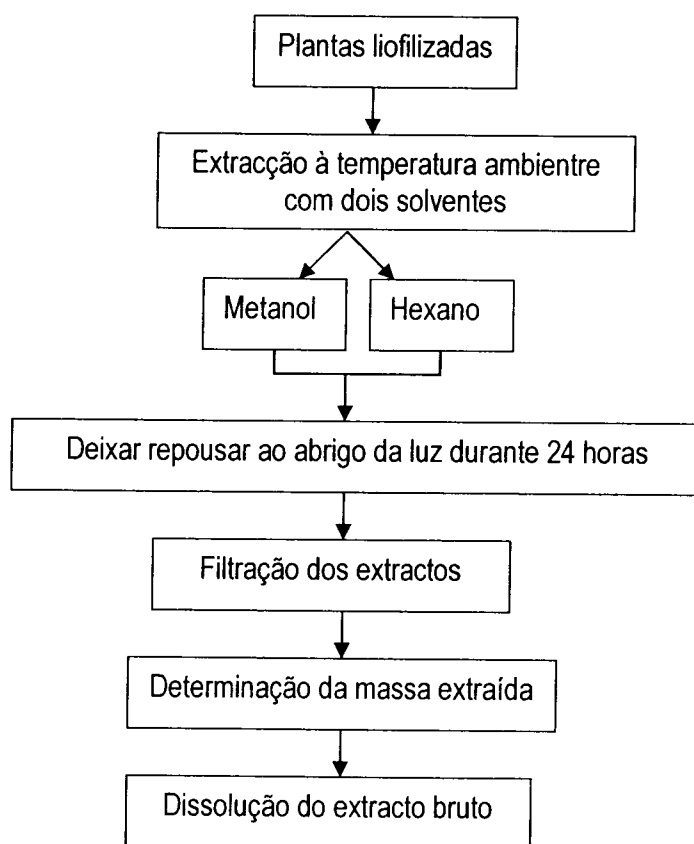 Plantas liofilizadas
Extracção à temperatura ambientre
com dois solventes
Metanol
Hexano
Deixar repousar ao abrigo da luz durante 24 horas
Filtração dos extractos
Determinação da massa extraída
Dissolução do extracto bruto